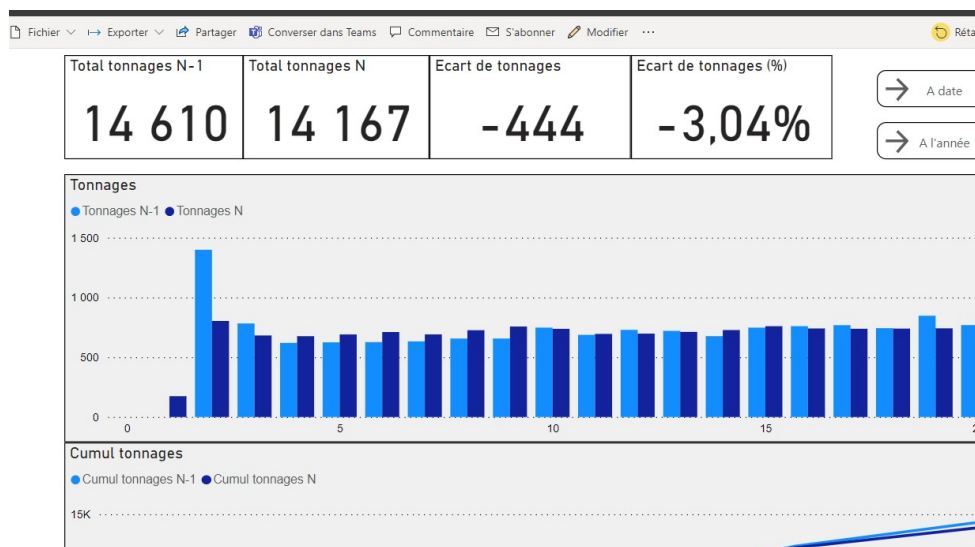 Fichier Exporter Partager Converser dans Teams Commentaire S'abonner Modifier ... Réta
Total tonnages N-1 Total tonnages N Ecart de tonnages Ecart de tonnages (%)
14 610 14 167 -444 -3,04%
A date
A l'année
Tonnages
Tonnages N-1 Tonnages N
1 500
1 000
500
0
0 5 10 15 2
Cumul tonnages
Cumul tonnages N-1 Cumul tonnages N
15K